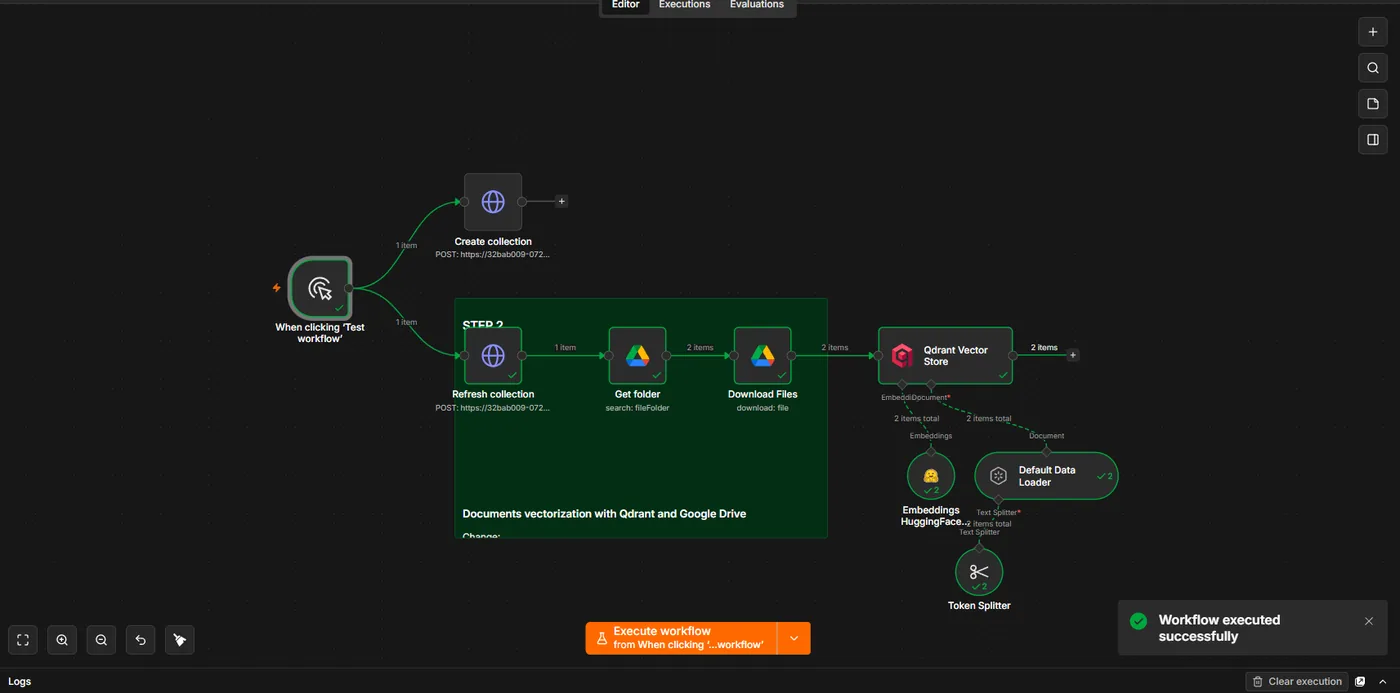 Editor
Executions
Evaluations
1 item
Create collection
POST: https://32bab009-072...
When clicking ‘Test
workflow’
1 item
STEP 2
1 item
2 items
2 items
2 items
Qdrant Vector
Store
Refresh collection
POST: https://32bab009-072...
Get folder
search: fileFolder
Download Files
download: file
Document*
2 items total
2 items total
Embeddings
Document
2
Default Data
Loader
2
Embeddings
HuggingFace...
Text Splitter*
2 items total
Text Splitter
2
Token Splitter
Documents vectorization with Qdrant and Google Drive
Change:
Execute workflow
from When clicking ‘...workflow’
Workflow executed
successfully
Logs
Clear execution